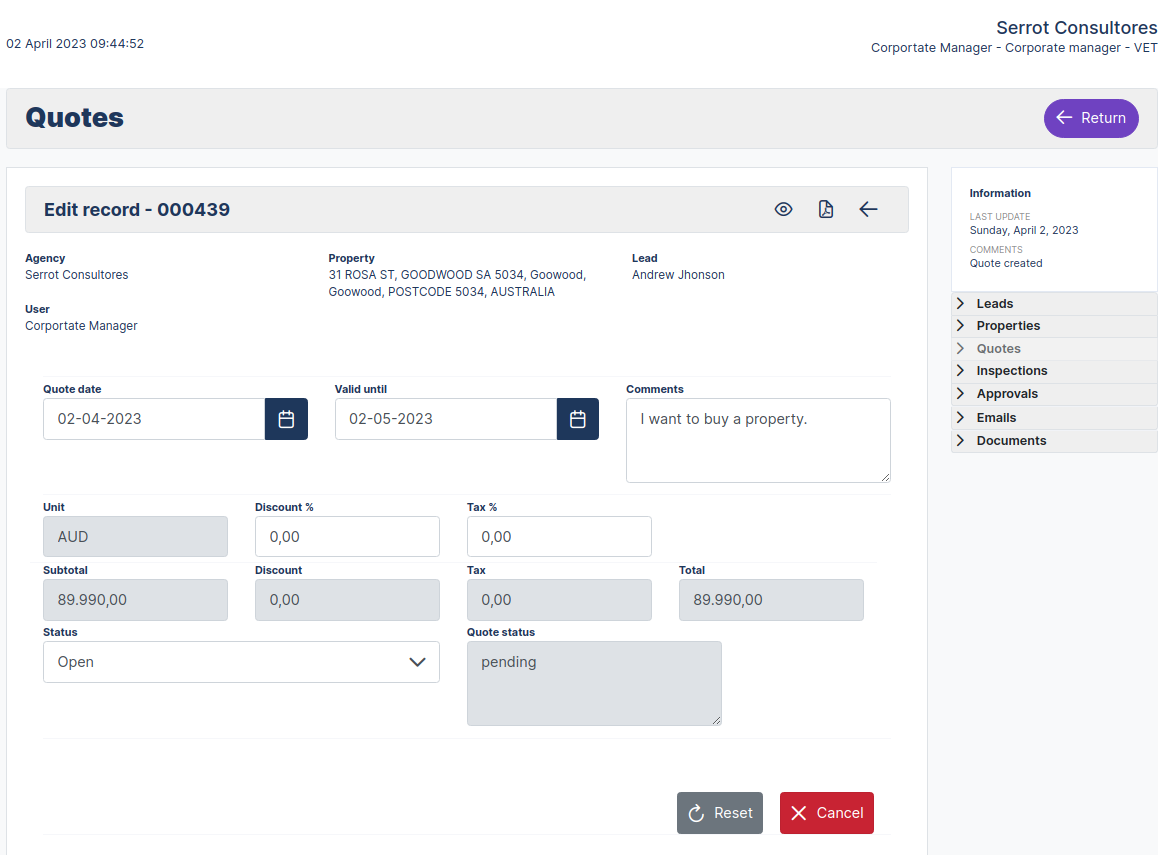 Serrot Consultores
02 April 2023 09:44:52
Corportate Manager - Corporate manager - VET
Quotes
Return
Edit record - 000439
Agency
Serrot Consultores
Property
31 ROSA ST, GOODWOOD SA 5034, Goowood,
Goowood, POSTCODE 5034, AUSTRALIA
Lead
Andrew Jhonson
User
Corportate Manager
Quote date
02-04-2023
Valid until
02-05-2023
Comments
I want to buy a property.
Unit
AUD
Discount %
0,00
Tax %
0,00
Subtotal
89.990,00
Discount
0,00
Tax
0,00
Total
89.990,00
Status
Open
Quote status
pending
Reset
Cancel
Information
LAST UPDATE
Sunday, April 2, 2023
COMMENTS
Quote created
Leads
Properties
Quotes
Inspections
Approvals
Emails
Documents